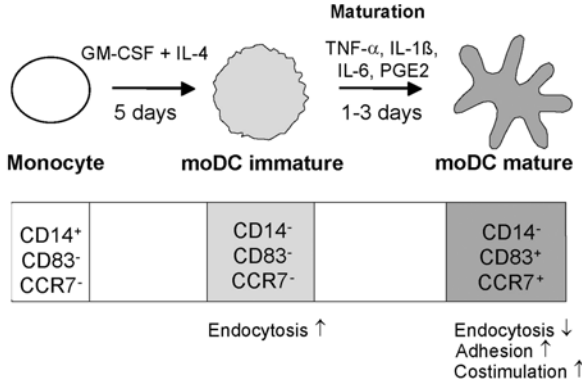 Maturation
GM-CSF + IL-4
5 days
TNF-α, IL-1ß,
IL-6, PGE2
1-3 days
Monocyte
moDC immature
moDC mature
CD14⁺
CD83⁻
CCR7⁻
CD14⁻
CD83⁻
CCR7⁻
CD14⁻
CD83⁺
CCR7⁺
Endocytosis ↑
Endocytosis ↓
Adhesion ↑
Costimulation ↑